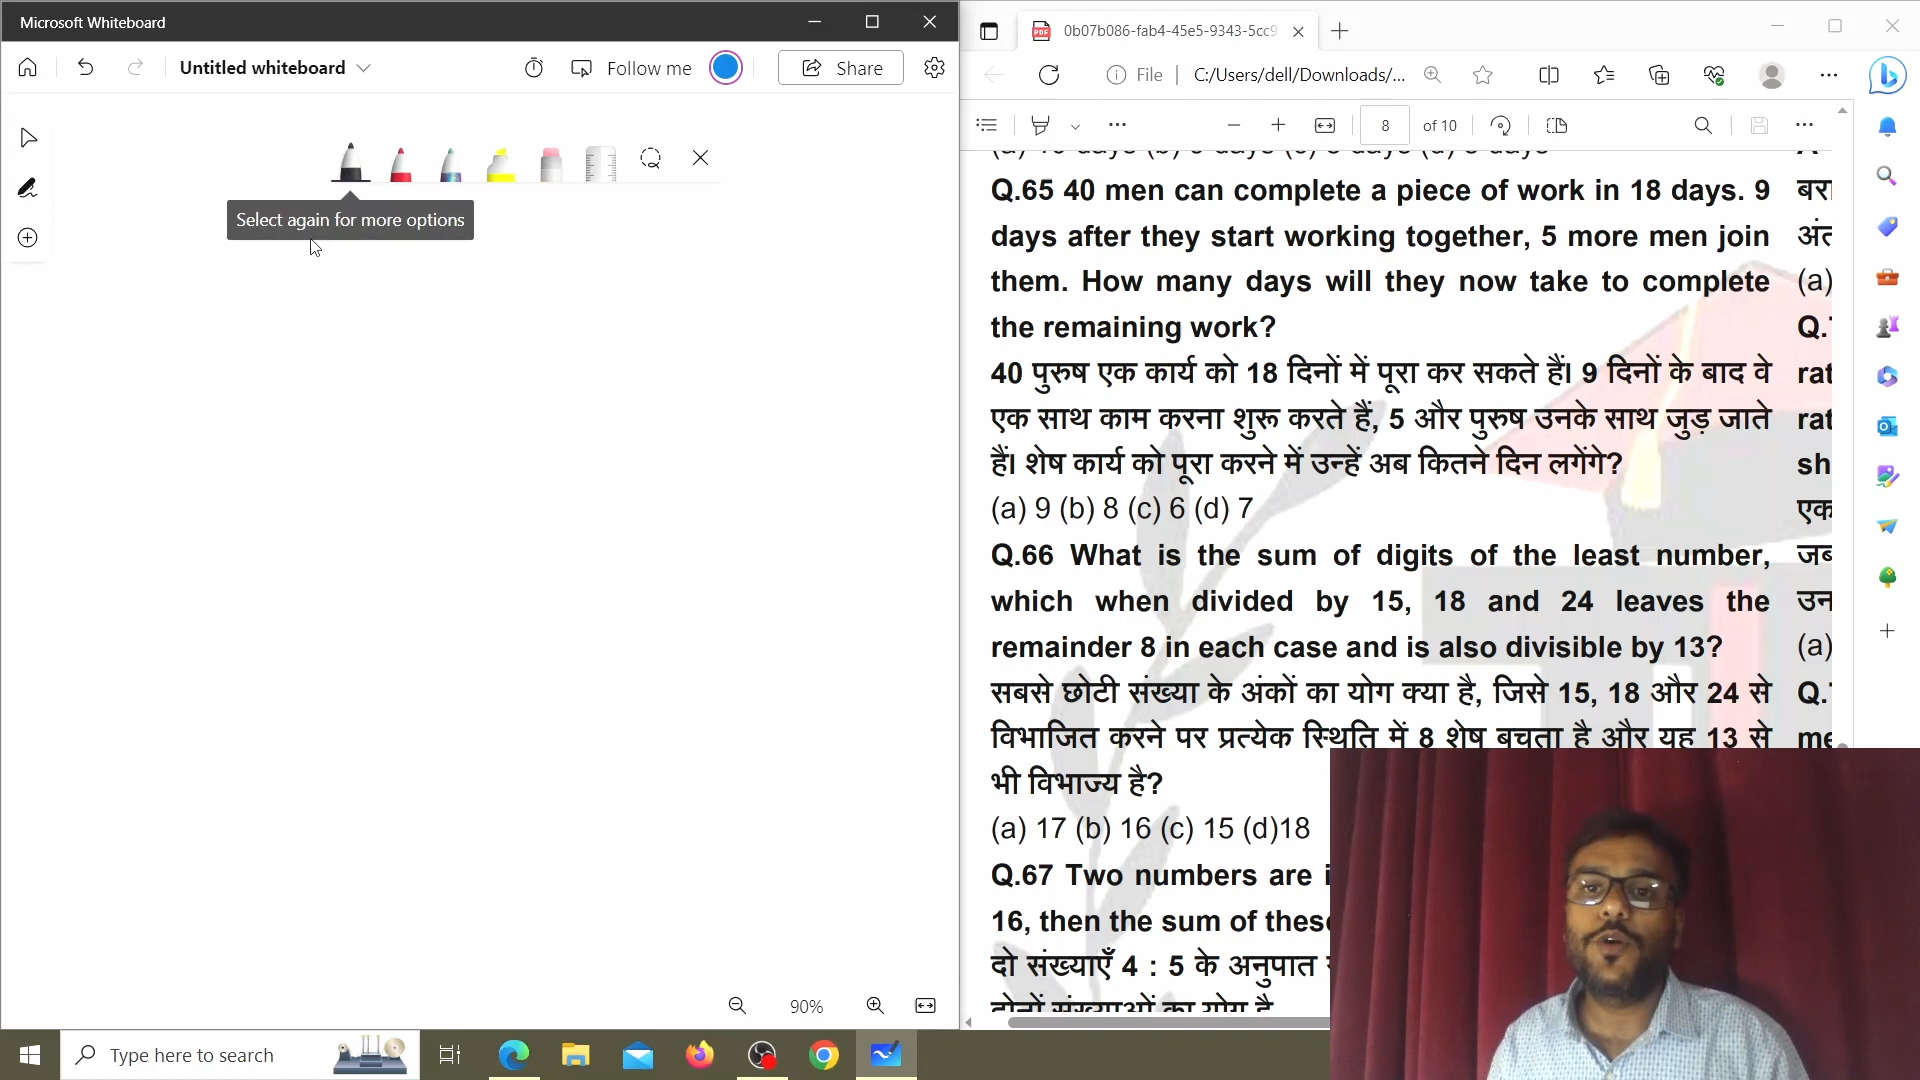 Microsoft Whiteboard
Untitled whiteboard
Follow me
Share
Select again for more options
90%
Type here to search
0b07b086-fab4-45e5-9343-5cc9
File
C:/Users/dell/Downloads/...
8 of 10
Q.65 40 men can complete a piece of work in 18 days. 9
days after they start working together, 5 more men join
them. How many days will they now take to complete
the remaining work?
40 पुरुष एक कार्य को 18 दिनों में पूरा कर सकते हैं। 9 दिनों के बाद वे
एक साथ काम करना शुरू करते हैं, 5 और पुरुष उनके साथ जुड़ जाते
हैं। शेष कार्य को पूरा करने में उन्हें अब कितने दिन लगेंगे?
(a) 9 (b) 8 (c) 6 (d) 7
Q.66 What is the sum of digits of the least number,
which when divided by 15, 18 and 24 leaves the
remainder 8 in each case and is also divisible by 13?
सबसे छोटी संख्या के अंकों का योग क्या है, जिसे 15, 18 और 24 से
विभाजित करने पर प्रत्येक स्थिति में 8 शेष बचता है और यह 13 से
भी विभाज्य है?
(a) 17 (b) 16 (c) 15 (d)18
Q.67 Two numbers are
16, then the sum of these
दो संख्याएँ 4 : 5 के अनुपात
दोनों संख्याओं का योग है
(a)
एक
(a)